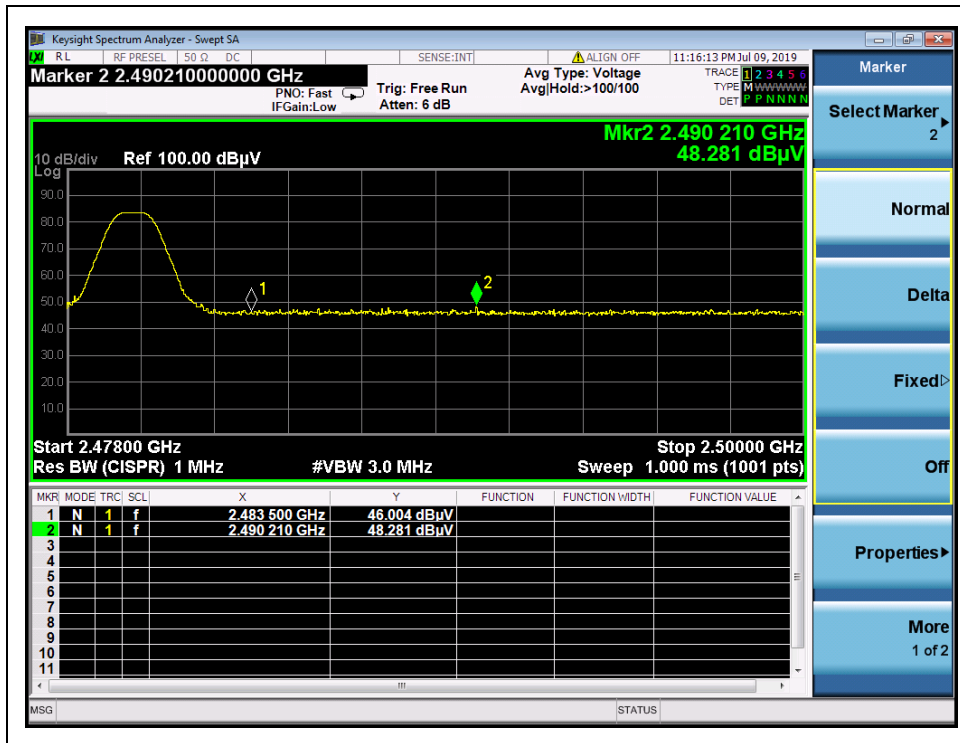 Keysight Spectrum Analyzer - Swept SA
LXI RL RF PRESEL 50 Ω DC SENSE:INT ALIGN OFF 11:16:13 PM Jul 09, 2019
Marker 2 2.490210000000 GHz
PNO: Fast
IFGain:Low
Trig: Free Run
Atten: 6 dB
Avg Type: Voltage
Avg|Hold:>100/100
TRACE 1 2 3 4 5 6
TYPE M WWWWW
DET P P N N N N
Mkr2 2.490 210 GHz
48.281 dBµV
10 dB/div Ref 100.00 dBµV
Log
90.0
80.0
70.0
60.0
50.0
40.0
30.0
20.0
10.0
1
2
Start 2.47800 GHz Stop 2.50000 GHz
Res BW (CISPR) 1 MHz #VBW 3.0 MHz Sweep 1.000 ms (1001 pts)
MKR MODE TRC SCL X Y FUNCTION FUNCTION WIDTH FUNCTION VALUE
1 N 1 f 2.483 500 GHz 46.004 dBµV
2 N 1 f 2.490 210 GHz 48.281 dBµV
3
4
5
6
7
8
9
10
11
MSG STATUS
Marker
Select Marker
2
Normal
Delta
Fixed
Off
Properties
More
1 of 2